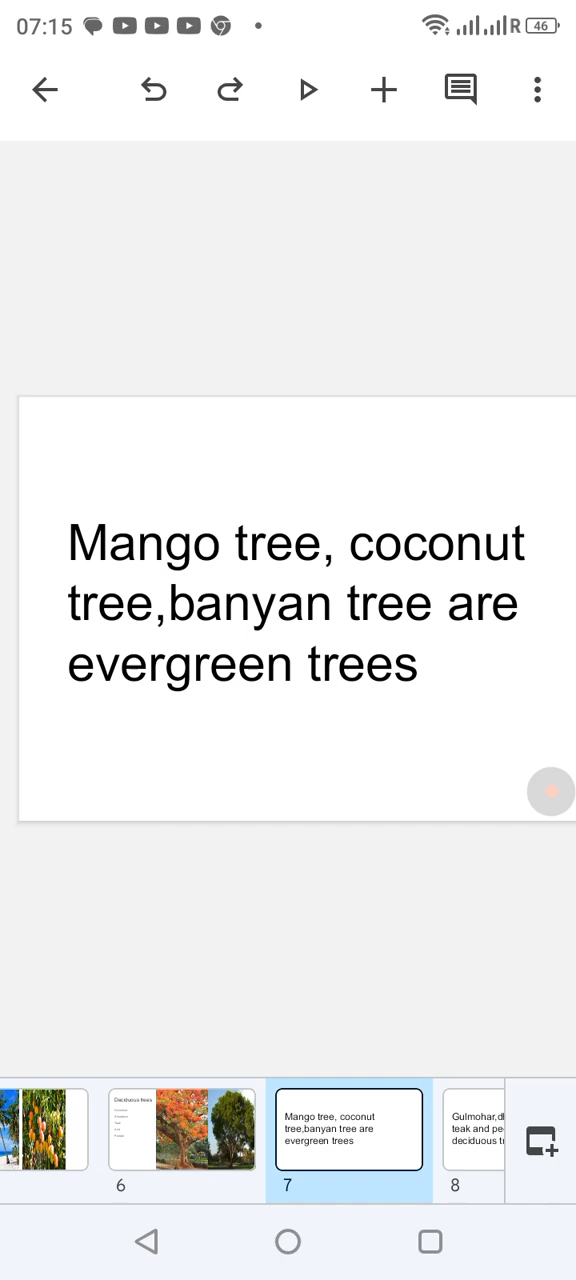 07:15
R
46
Mango tree, coconut
tree,banyan tree are
evergreen trees
Deciduous trees
Mango tree, coconut
tree,banyan tree are
evergreen trees
Gulmohar,
teak and
deciduous
6
7
8